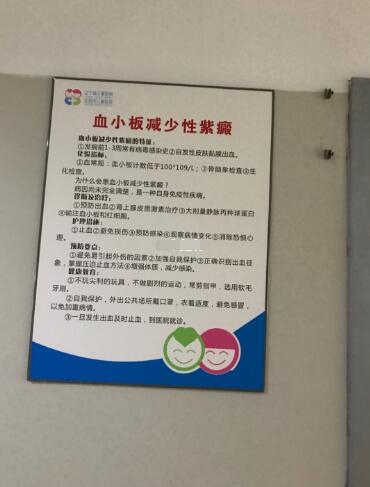 血小板减少性紫癜
血小板减少性紫癜的特征:
①发病前1-3周常有病毒感染史②自发性皮肤黏膜出血。
化验指标:
①血常规:血小板计数低于100*109/L;②骨髓象检查③生
化检查。
为什么会患血小板减少性紫癜?
病因尚未完全清楚,是一种自身免疫性疾病。
诊断及治疗:
①预防出血②肾上腺皮质激素治疗③大剂量静脉丙种球蛋白
④输注血小板和红细胞。
护理措施:
①止血②避免损伤③预防感染④观察病情变化⑤消除恐惧心
理。
预防要点:
①避免易引起外伤的因素②加强自我保护③正确识别出血征
象,掌握压迫止血方法④增强体质,减少感染。
健康教育:
①不玩尖利的玩具,不做剧烈的运动,常剪指甲,选用软毛
牙刷。
②自我保护,外出公共场所戴口罩,衣着适度,避免感冒,
以免加重病情。
③一旦发生出血及时止血,到医院就诊。